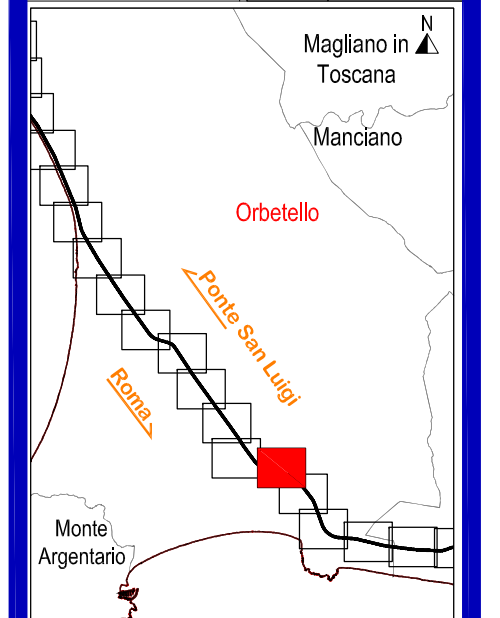 N
Magliano in
Toscana
Manciano
Orbetello
Ponte San Luigi
Roma
Monte
Argentario